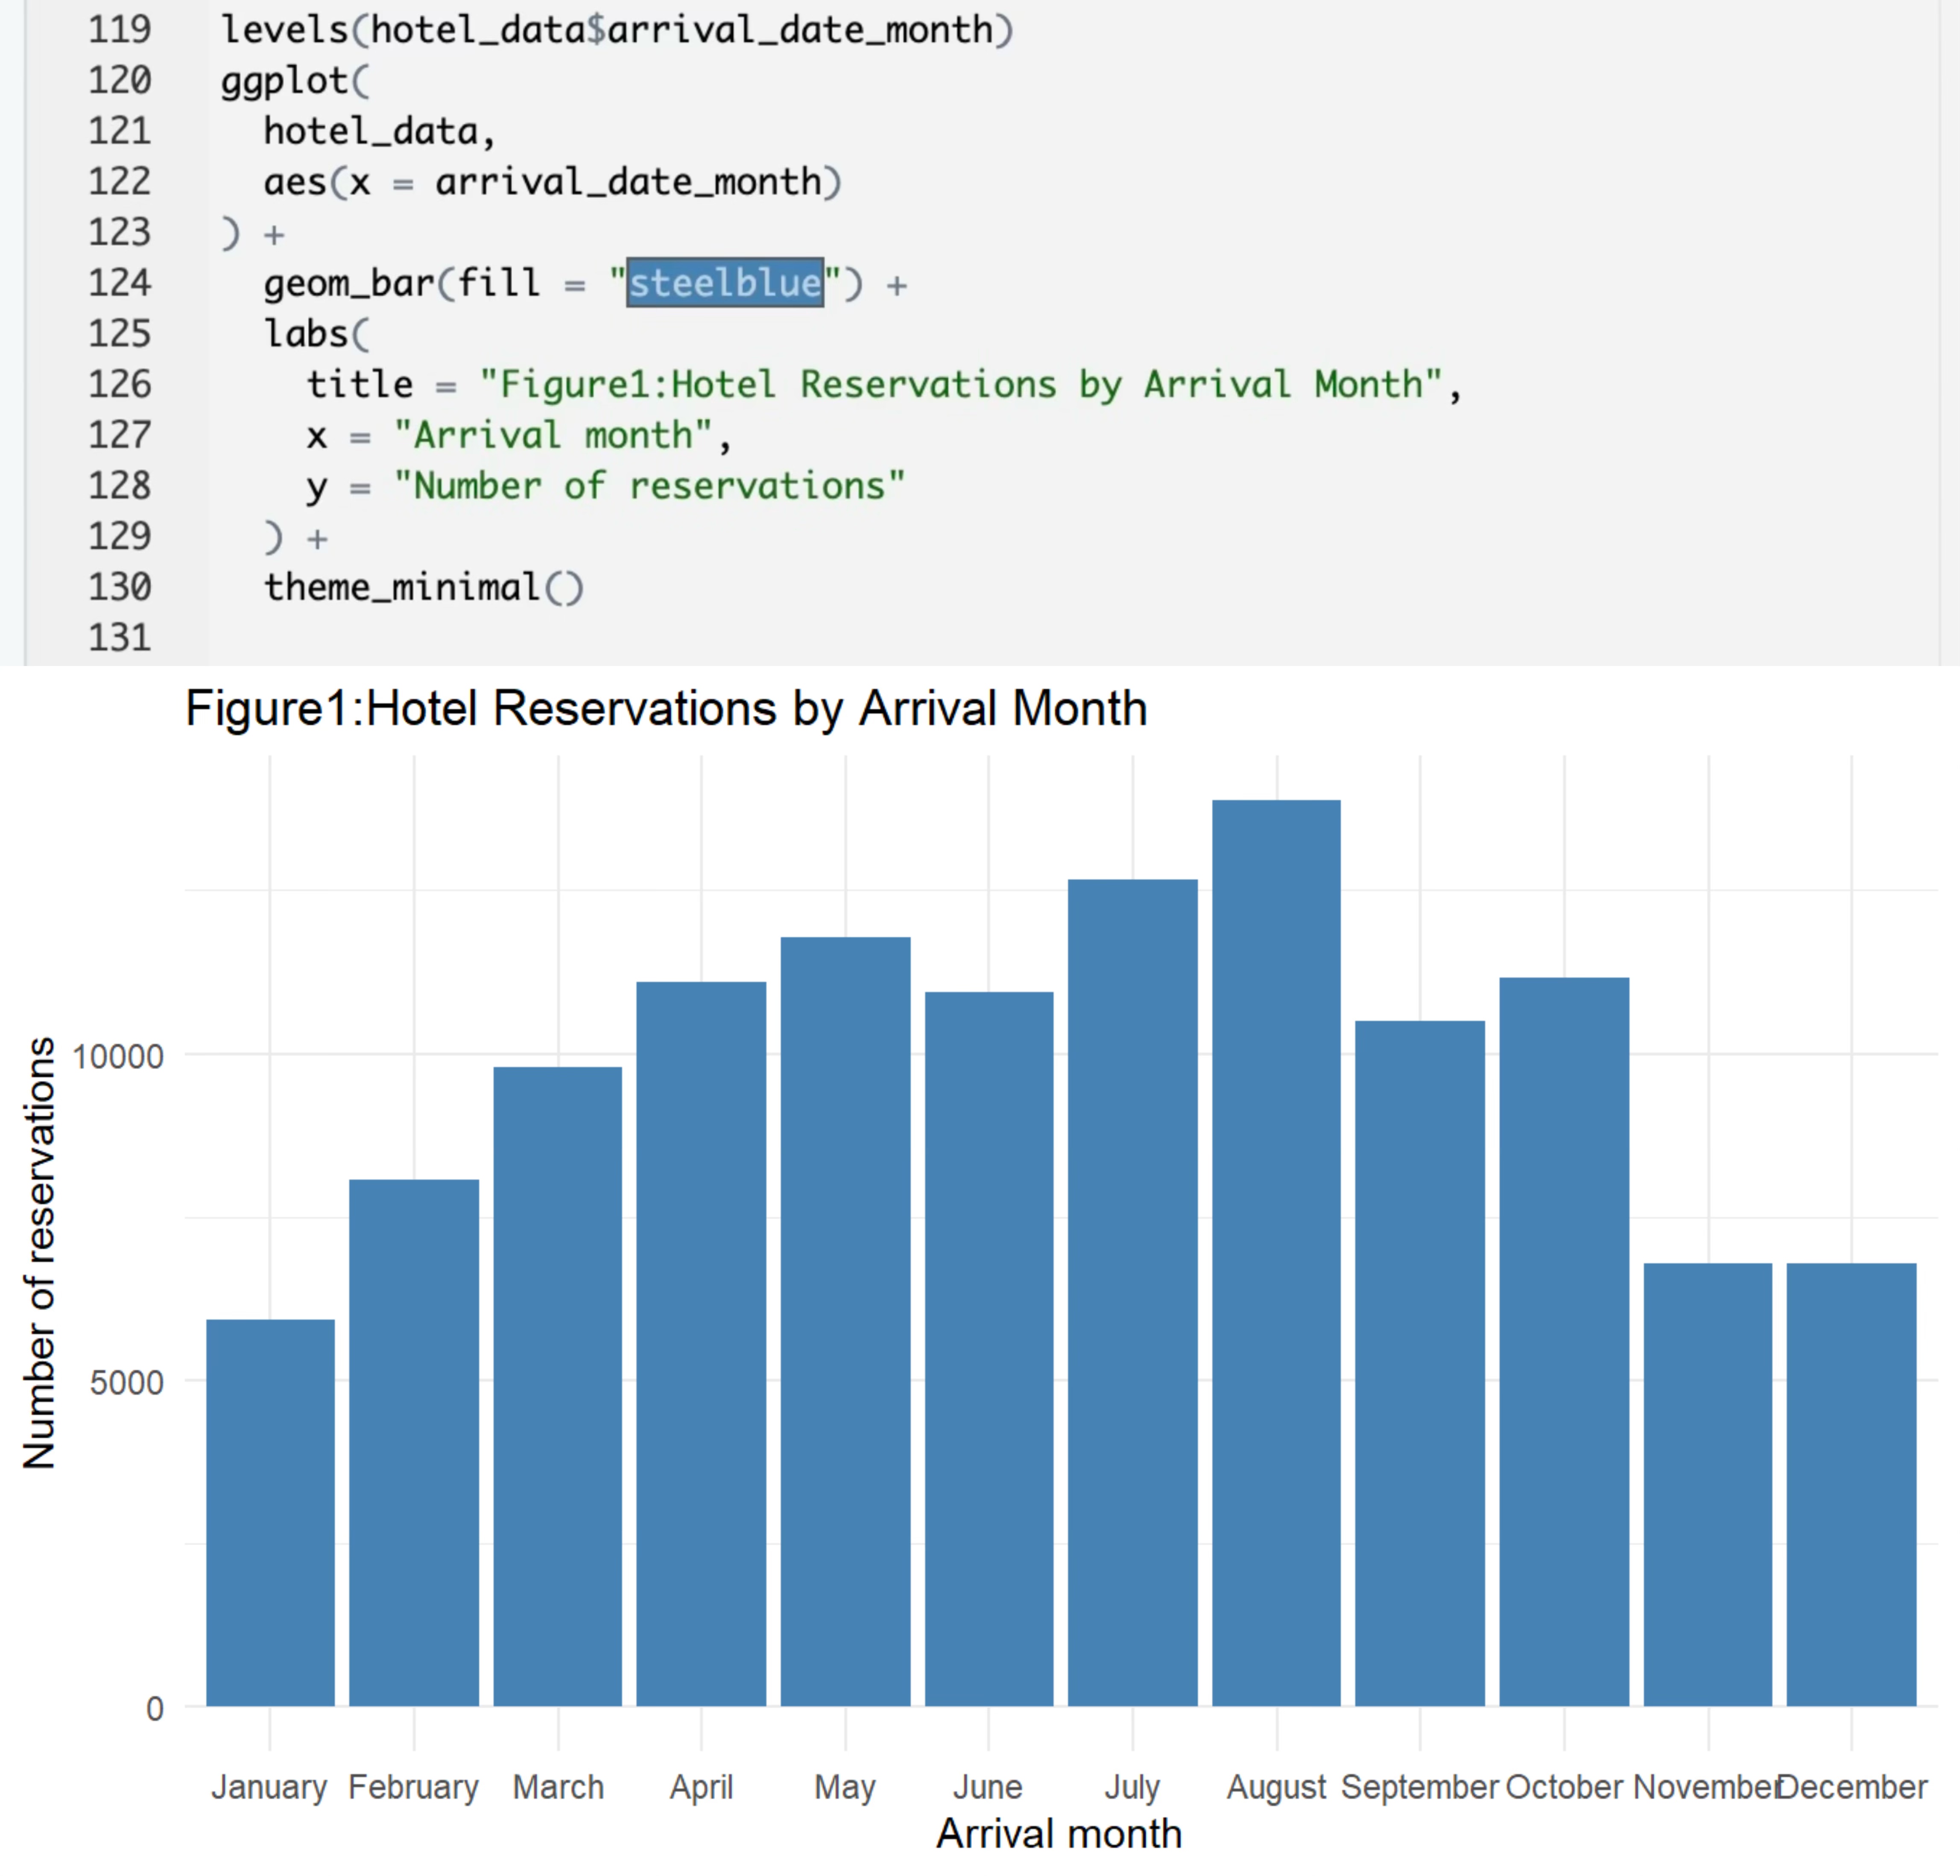 119 levels(hotel_data$arrival_date_month)
120 ggplot(
121   hotel_data,
122   aes(x = arrival_date_month)
123 ) +
124   geom_bar(fill = "steelblue") +
125   labs(
126     title = "Figure1:Hotel Reservations by Arrival Month",
127     x = "Arrival month",
128     y = "Number of reservations"
129   ) +
130   theme_minimal()
131
Figure1:Hotel Reservations by Arrival Month
Number of reservations
10000
5000
0
January February March April May June July August September October November December
Arrival month